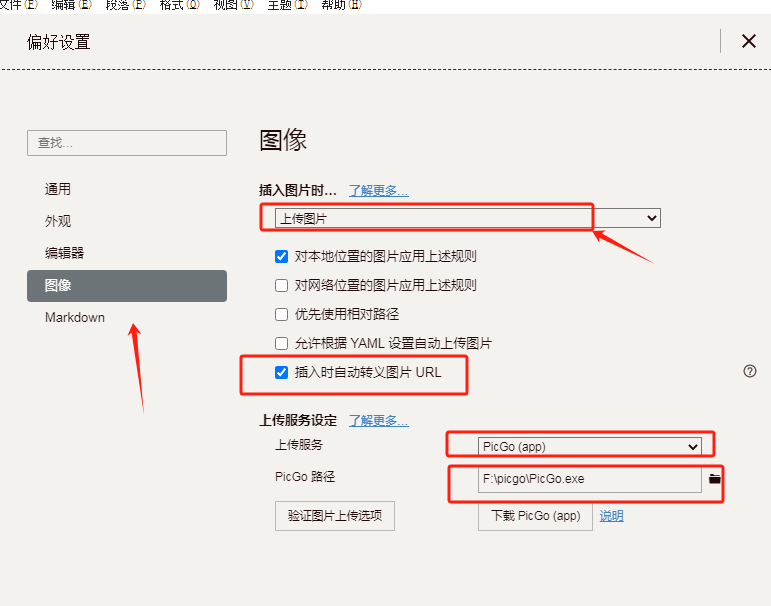 文件(F) 编辑(E) 段落(P) 格式(O) 视图(V) 主题(T) 帮助(H)
偏好设置
查找...
通用
外观
编辑器
图像
Markdown
图像
插入图片时... 了解更多...
上传图片
对本地位置的图片应用上述规则
对网络位置的图片应用上述规则
优先使用相对路径
允许根据 YAML 设置自动上传图片
插入时自动转义图片 URL
上传服务设定 了解更多...
上传服务 PicGo (app)
PicGo 路径 F:\picgo\PicGo.exe
验证图片上传选项 下载 PicGo (app) 说明